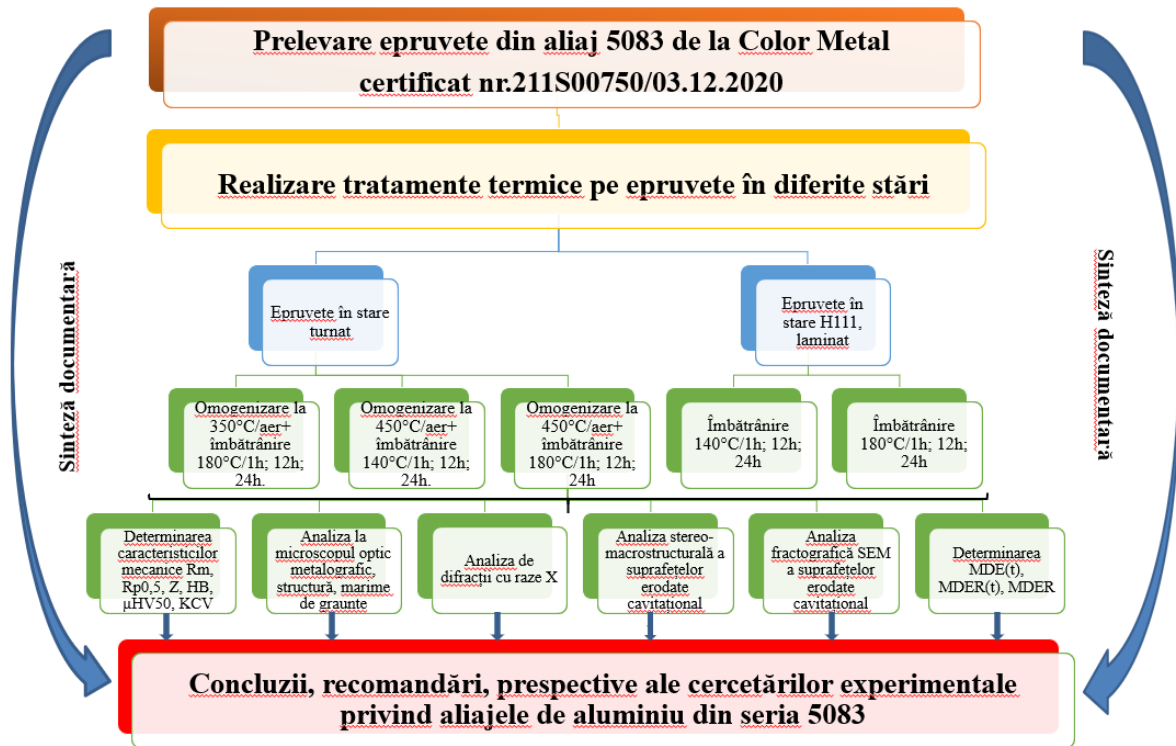 Prelevare epruvete din aliaj 5083 de la Color Metal
certificat nr.211S00750/03.12.2020
Realizare tratamente termice pe epruvete în diferite stări
Sinteză documentară
Sinteză documentară
Epruvete în stare
turnat
Epruvete în
stare H111,
laminat
Omogenizare la
350°C/aer+
îmbătrânire
180°C/1h; 12h;
24h.
Omogenizare la
450°C/aer+
îmbătrânire
140°C/1h; 12h;
24h.
Omogenizare la
450°C/aer+
îmbătrânire
180°C/1h; 12h;
24h
Îmbătrânire
140°C/1h; 12h;
24h
Îmbătrânire
180°C/1h; 12h;
24h
Determinarea
caracteristicilor
mecanice Rm,
Rp0,5, Z, HB,
μHV50, KCV
Analiza la
microscopul optic
metalografic,
structură, marime
de graunte
Analiza de
difracții cu raze X
Analiza stereo-
macrostructurală a
suprafețelor
erodate
cavitațional
Analiza
fractografică SEM
a suprafețelor
erodate
cavitațional
Determinarea
MDE(t),
MDER(t), MDER
Concluzii, recomandări, prespective ale cercetărilor experimentale
privind aliajele de aluminiu din seria 5083